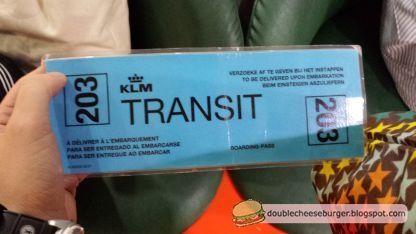 203
KLM
TRANSIT
VERZOEKE AF TE GEVEN BIJ HET INSTAPPEN
TO BE DELIVERED UPON EMBARKATION
BEIM EINSTEIGEN ABZULIEFERN
203
À DÉLIVRER À L'EMBARQUEMENT
PARA SER ENTREGADO AL EMBARCARSE
PARA SER ENTREGUE AO EMBARCAR
BOARDING-PASS
doublecheeseburger.blogspot.com